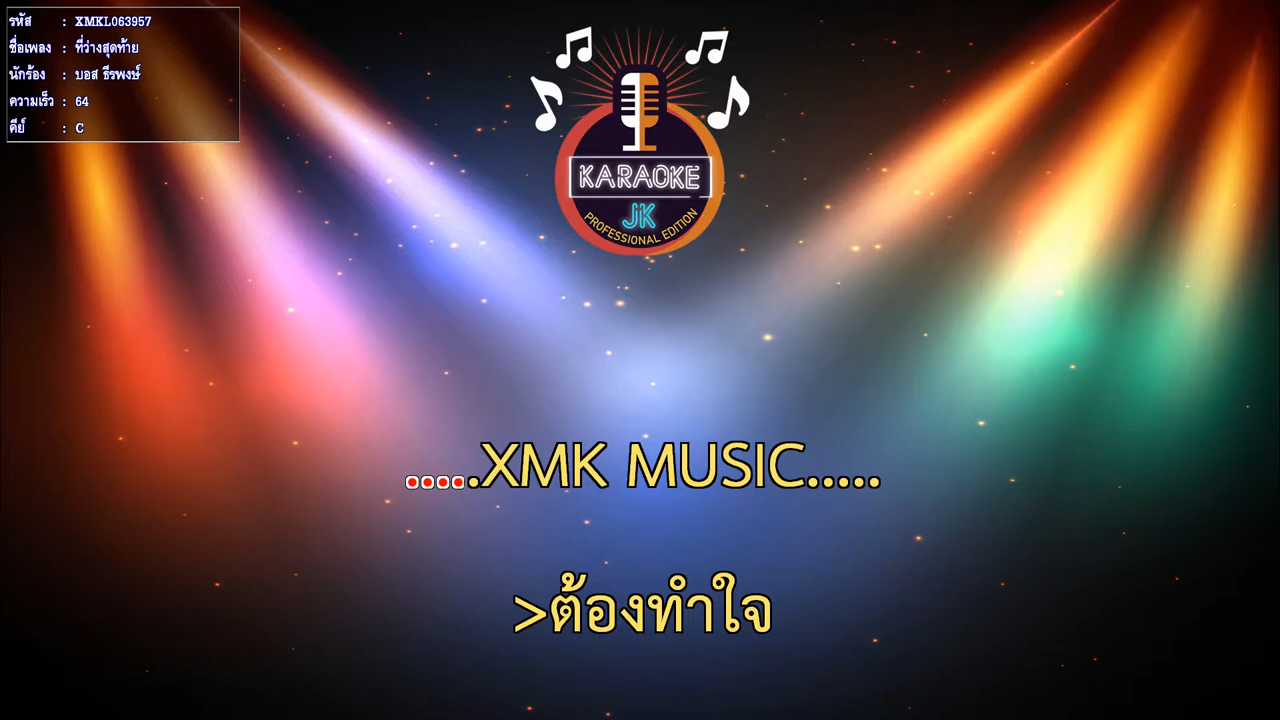 รหัส : XMKL063957
ชื่อเพลง : ที่ว่างสุดท้าย
นักร้อง : บอส ธีรพงษ์
ความเร็ว : 64
คีย์ : C
KARAOKE
JK
PROFESSIONAL EDITION
.....XMK MUSIC.....
>ต้องทำใจ